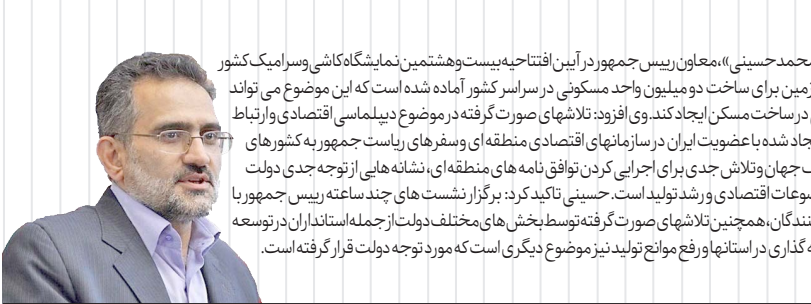 محمدحسینی»،معاون رییس جمهور در آیین افتتاحیه بیست وهشتمین نمایشگاه کاشی وسرامیک کشور
زمین برای ساخت دو میلیون واحد مسکونی در سراسر کشور آماده شده است که این موضوع می تواند
در ساخت مسکن ایجاد کند. وی افزود: تلاشهای صورت گرفته در موضوع دیپلماسی اقتصادی و ارتباط
جاد شده با عضویت ایران در سازمانهای اقتصادی منطقه ای و سفرهای ریاست جمهور به کشورهای
جهان وتلاش جدی برای اجرایی کردن توافق نامه های منطقه ای، نشانه هایی از توجه جدی دولت
وعات اقتصادی و رشد تولید است. حسینی تاکید کرد: برگزار نشست های چند ساعته رییس جمهور با
ندگان، همچنین تلاشهای صورت گرفته توسط بخش های مختلف دولت از جمله استانداران در توسعه
ه گذاری در استانها و رفع موانع تولید نیز موضوع دیگری است که مورد توجه دولت قرار گرفته است.